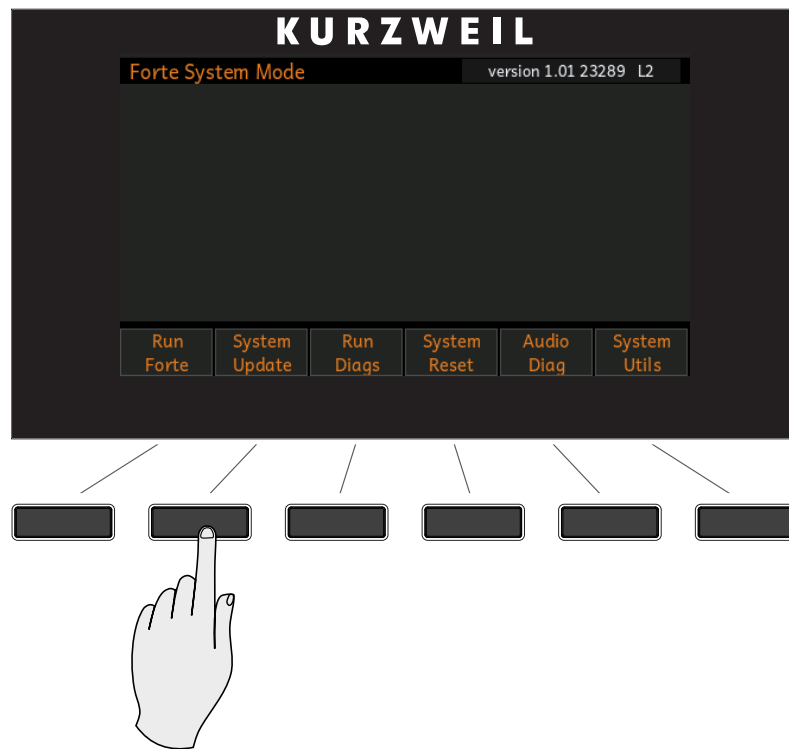 KURZWEIL
Forte System Mode version 1.01 23289 L2
Run Forte
System Update
Run Diags
System Reset
Audio Diag
System Utils